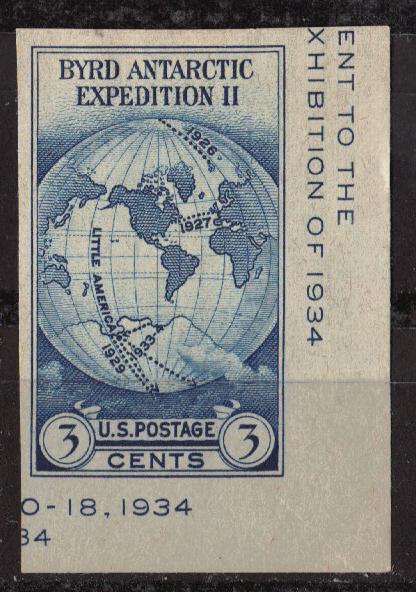 BYRD ANTARCTIC
EXPEDITION II
1926
1927
LITTLE AMERICA
1929
1933
3 U.S. POSTAGE 3
CENTS
ENT TO THE
XHIBITION OF 1934
0-18, 1934
34